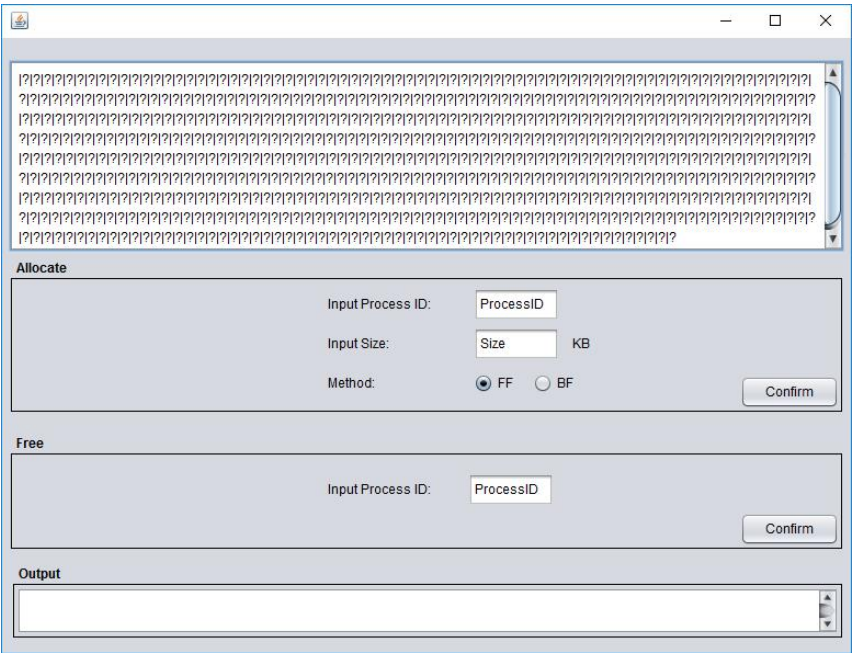 |?|?|?|?|?|?|?|?|?|?|?|?|?|?|?|?|?|?|?|?|?|?|?|?|?|?|?|?|?|?|?|?|?|?|?|?|?|?|?|?|?|?|?|?|?|?|?|?|?|?|?|?|?|?|?|?|?|?|?|?|?|?|?|?|?|?|?|?|?|?|?|?|
?|?|?|?|?|?|?|?|?|?|?|?|?|?|?|?|?|?|?|?|?|?|?|?|?|?|?|?|?|?|?|?|?|?|?|?|?|?|?|?|?|?|?|?|?|?|?|?|?|?|?|?|?|?|?|?|?|?|?|?|?|?|?|?|?|?|?|?|?|?|?|?|?
|?|?|?|?|?|?|?|?|?|?|?|?|?|?|?|?|?|?|?|?|?|?|?|?|?|?|?|?|?|?|?|?|?|?|?|?|?|?|?|?|?|?|?|?|?|?|?|?|?|?|?|?|?|?|?|?|?|?|?|?|?|?|?|?|?|?|?|?|?|?|?|?|
?|?|?|?|?|?|?|?|?|?|?|?|?|?|?|?|?|?|?|?|?|?|?|?|?|?|?|?|?|?|?|?|?|?|?|?|?|?|?|?|?|?|?|?|?|?|?|?|?|?|?|?|?|?|?|?|?|?|?|?|?|?|?|?|?|?|?|?|?|?|?|?|?
|?|?|?|?|?|?|?|?|?|?|?|?|?|?|?|?|?|?|?|?|?|?|?|?|?|?|?|?|?|?|?|?|?|?|?|?|?|?|?|?|?|?|?|?|?|?|?|?|?|?|?|?|?|?|?|?|?|?|?|?|?|?|?|?|?|?|?|?|?|?|?|?|
?|?|?|?|?|?|?|?|?|?|?|?|?|?|?|?|?|?|?|?|?|?|?|?|?|?|?|?|?|?|?|?|?|?|?|?|?|?|?|?|?|?|?|?|?|?|?|?|?|?|?|?|?|?|?|?|?|?|?|?|?|?|?|?|?|?|?|?|?|?|?|?|?
|?|?|?|?|?|?|?|?|?|?|?|?|?|?|?|?|?|?|?|?|?|?|?|?|?|?|?|?|?|?|?|?|?|?|?|?|?|?|?|?|?|?|?|?|?|?|?|?|?|?|?|?|?|?|?|?|?|?|?|?|?|?|?|?|?|?|?|?|?|?|?|?|
?|?|?|?|?|?|?|?|?|?|?|?|?|?|?|?|?|?|?|?|?|?|?|?|?|?|?|?|?|?|?|?|?|?|?|?|?|?|?|?|?|?|?|?|?|?|?|?|?|?|?|?|?|?|?|?|?|?|?|?|?|?|?|?|?|?|?|?|?|?|?|?|?
|?|?|?|?|?|?|?|?|?|?|?|?|?|?|?|?|?|?|?|?|?|?|?|?|?|?|?|?|?|?|?|?|?|?|?|?|?|?|?|?|?|?|?|?|?|?|?|?|?|?|?|?|?|?|?|?|?|?|?|?
Allocate
Input Process ID: ProcessID
Input Size: Size KB
Method: FF BF
Confirm
Free
Input Process ID: ProcessID
Confirm
Output